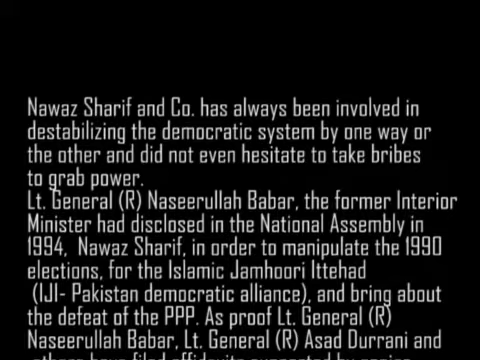 Nawaz Sharif and Co. has always been involved in
destabilizing the democratic system by one way or
the other and did not even hesitate to take bribes
to grab power.
Lt. General (R) Naseerullah Babar, the former Interior
Minister had disclosed in the National Assembly in
1994, Nawaz Sharif, in order to manipulate the 1990
elections, for the Islamic Jamhoori Ittehad
(IJI- Pakistan democratic alliance), and bring about
the defeat of the PPP. As proof Lt. General (R)
Naseerullah Babar, Lt. General (R) Asad Durrani and